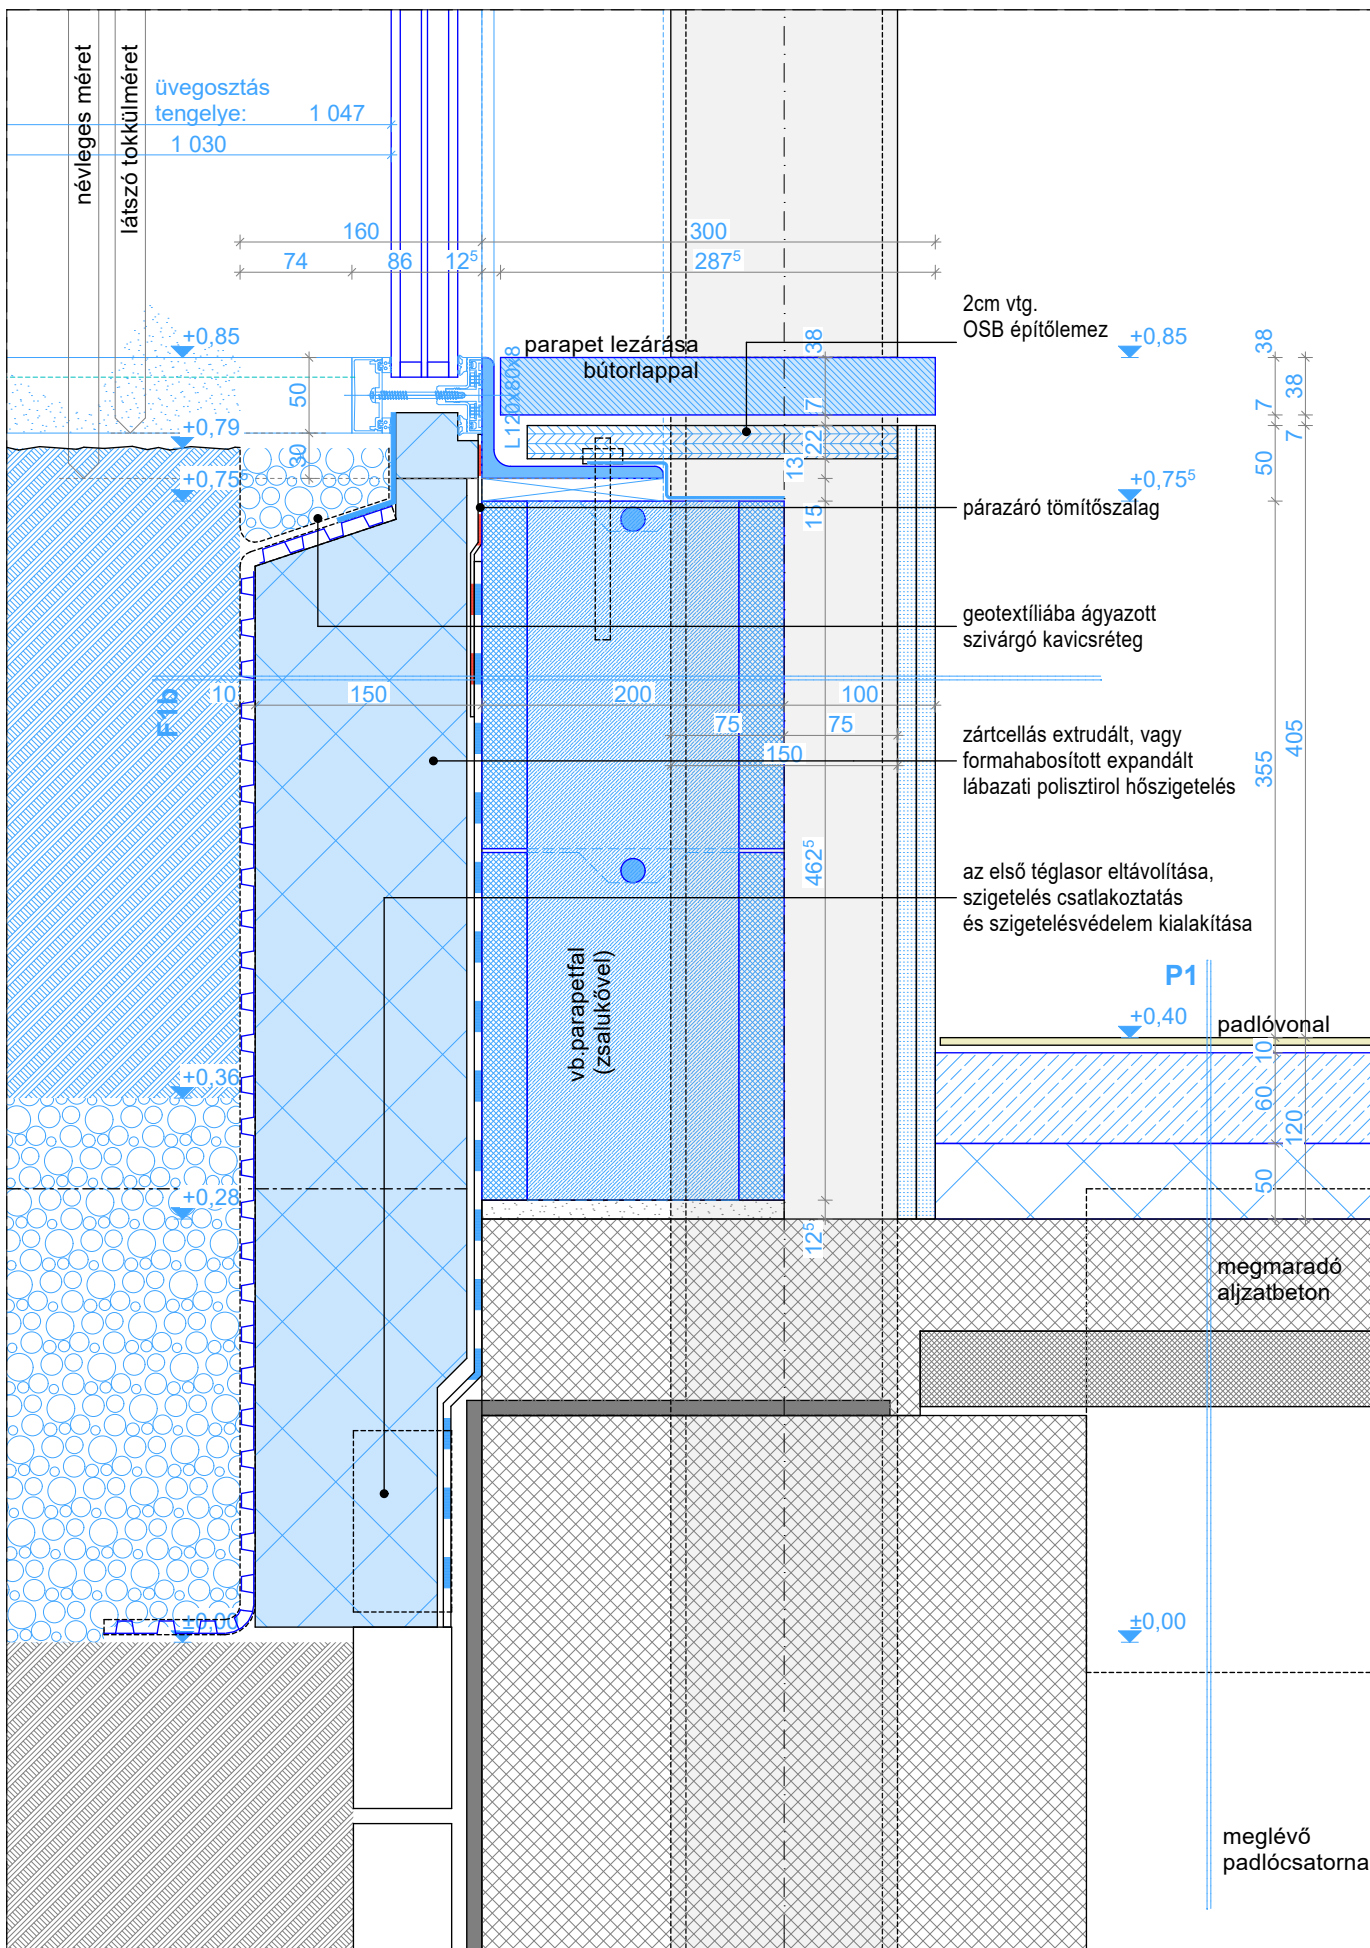 névleges méret
látszó tokkülméret
üvegosztás
tengelye: 1 047
1 030
160
300
74
86
12⁵
287⁵
2cm vtg.
OSB építőlemez
+0,85
+0,85
parapet lezárása
bútorlappal
38
38
38
50
L120x80x8
7
7
7
+0,79
30
22
13
50
+0,75⁵
+0,75⁵
15
párazáró tömítőszalag
geotextíliába ágyazott
szivárgó kavicsréteg
F1b
10
150
200
100
75
75
150
zártcellás extrudált, vagy
formahabosított expandált
lábazati polisztirol hőszigetelés
355
405
462⁵
az első téglasor eltávolítása,
szigetelés csatlakoztatás
és szigetelésvédelem kialakítása
vb.parapetfal
(zsalukővel)
P1
+0,40
padlóvonal
10
+0,36
60
120
50
+0,28
12⁵
megmaradó
aljzatbeton
±0,00
±0,00
meglévő
padlócsatorna